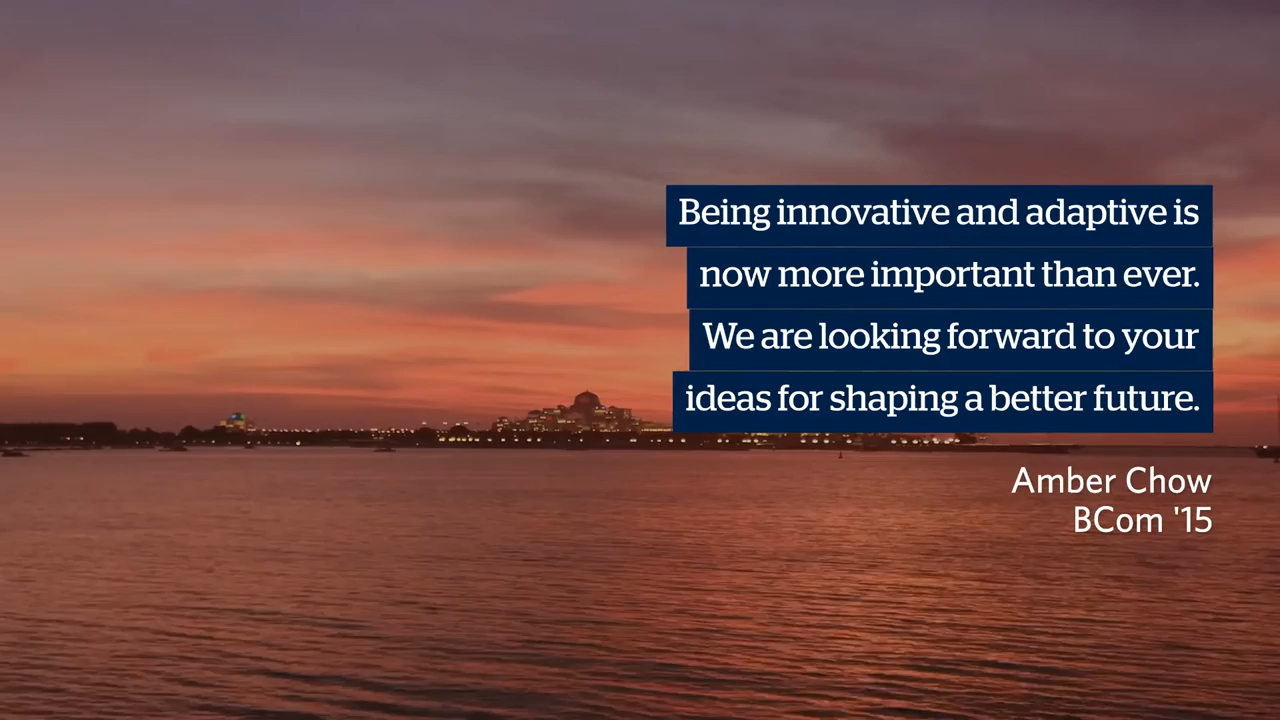 Being innovative and adaptive is
now more important than ever.
We are looking forward to your
ideas for shaping a better future.
Amber Chow
BCom '15